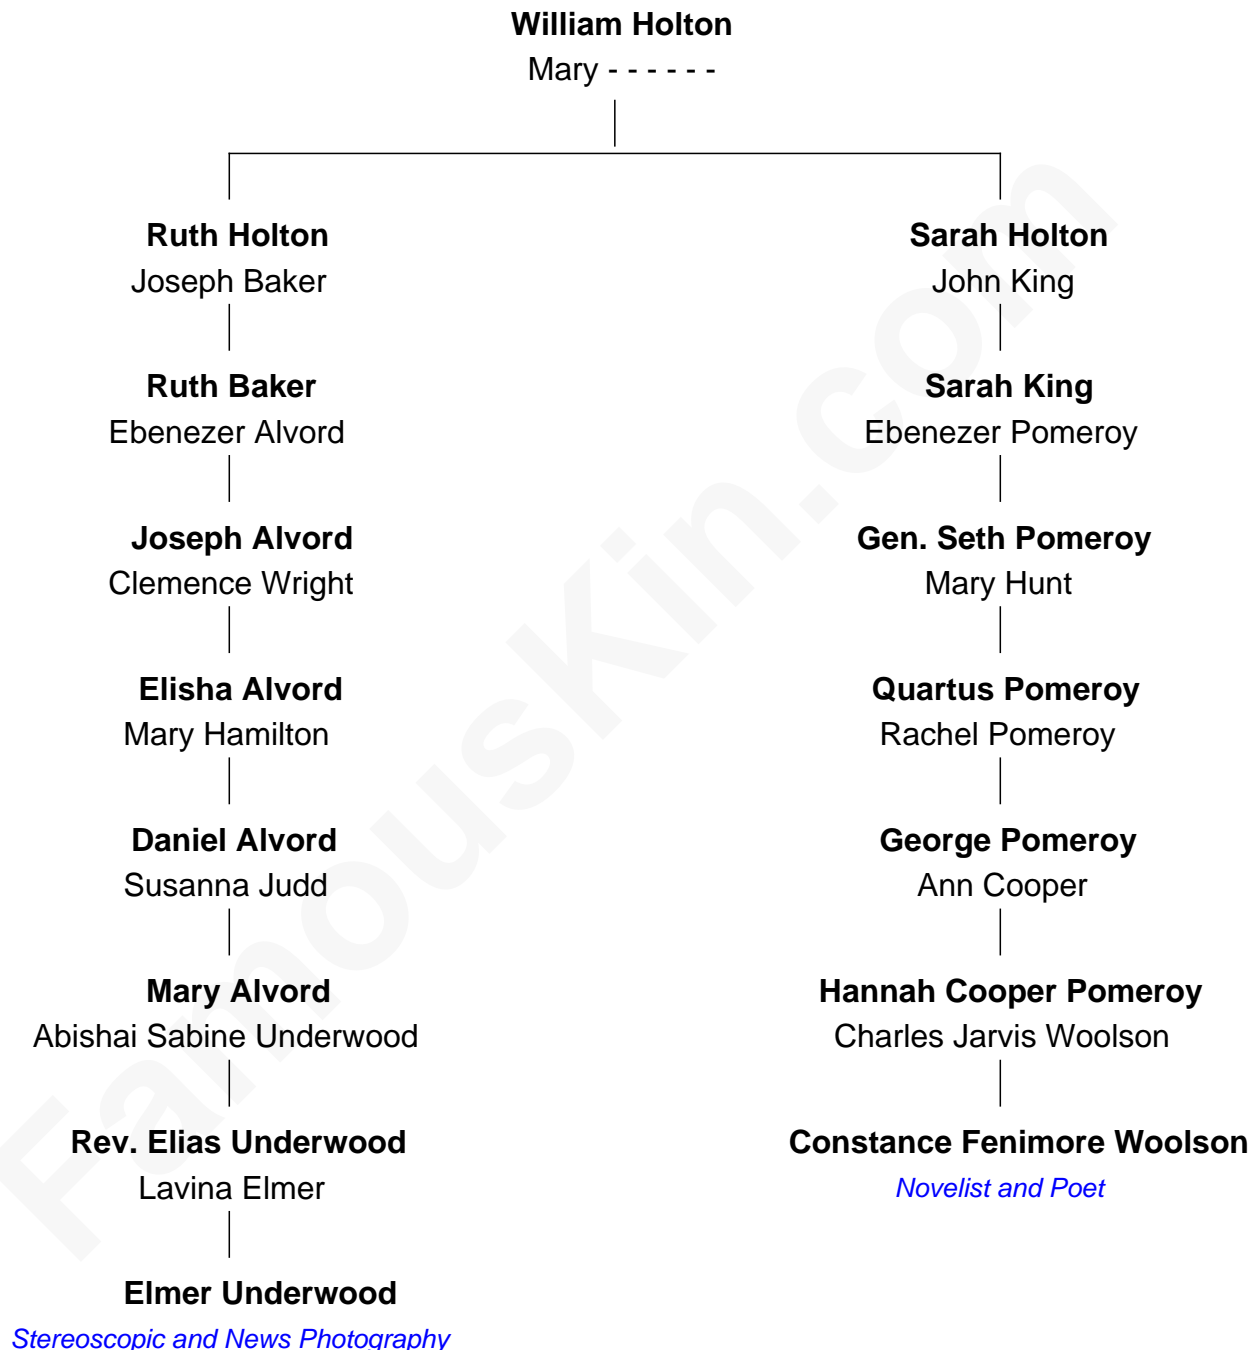 William Holton
Mary - - - - - -
Ruth Holton
Joseph Baker
Sarah Holton
John King
Ruth Baker
Ebenezer Alvord
Sarah King
Ebenezer Pomeroy
Joseph Alvord
Clemence Wright
Gen. Seth Pomeroy
Mary Hunt
Elisha Alvord
Mary Hamilton
Quartus Pomeroy
Rachel Pomeroy
Daniel Alvord
Susanna Judd
George Pomeroy
Ann Cooper
Mary Alvord
Abishai Sabine Underwood
Hannah Cooper Pomeroy
Charles Jarvis Woolson
Rev. Elias Underwood
Lavina Elmer
Constance Fenimore Woolson
Novelist and Poet
Elmer Underwood
Stereoscopic and News Photography
FamousKin.com